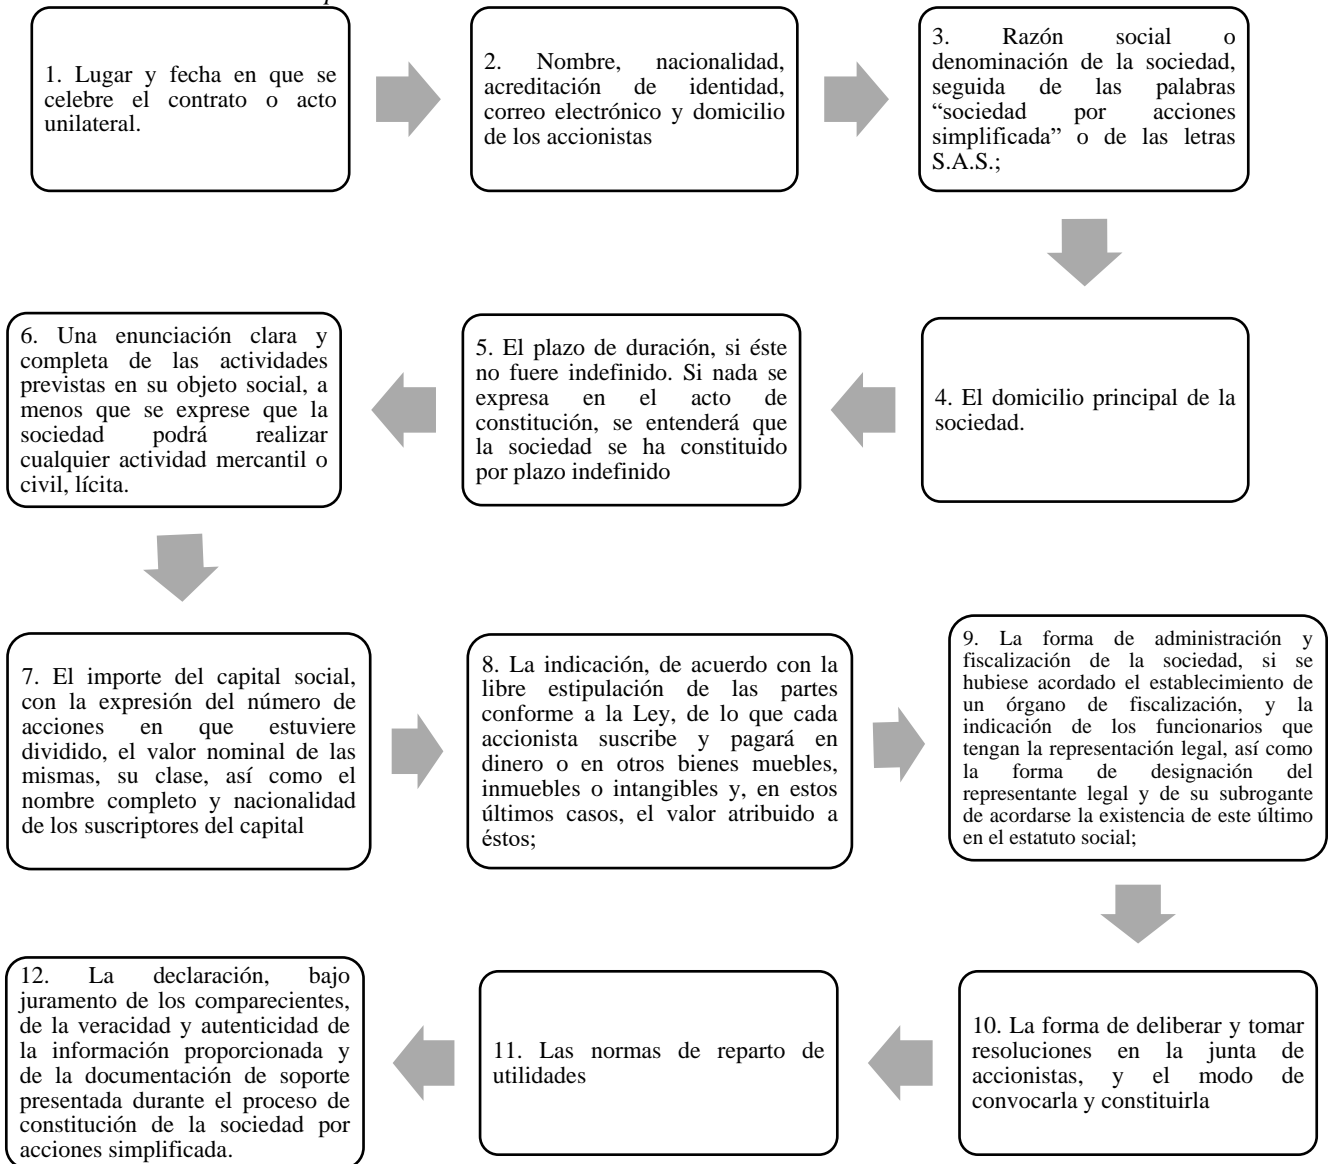 1. Lugar y fecha en que se
celebre el contrato o acto
unilateral.
2. Nombre, nacionalidad,
acreditación de identidad,
correo electrónico y domicilio
de los accionistas
3. Razón social o
denominación de la sociedad,
seguida de las palabras
“sociedad por acciones
simplificada” o de las letras
S.A.S.;
4. El domicilio principal de la
sociedad.
5. El plazo de duración, si éste
no fuere indefinido. Si nada se
expresa en el acto de
constitución, se entenderá que
la sociedad se ha constituido
por plazo indefinido
6. Una enunciación clara y
completa de las actividades
previstas en su objeto social, a
menos que se exprese que la
sociedad podrá realizar
cualquier actividad mercantil o
civil, lícita.
7. El importe del capital social,
con la expresión del número de
acciones en que estuviere
dividido, el valor nominal de las
mismas, su clase, así como el
nombre completo y nacionalidad
de los suscriptores del capital
8. La indicación, de acuerdo con la
libre estipulación de las partes
conforme a la Ley, de lo que cada
accionista suscribe y pagará en
dinero o en otros bienes muebles,
inmuebles o intangibles y, en estos
últimos casos, el valor atribuido a
éstos;
9. La forma de administración y
fiscalización de la sociedad, si se
hubiese acordado el establecimiento de
un órgano de fiscalización, y la
indicación de los funcionarios que
tengan la representación legal, así como
la forma de designación del
representante legal y de su subrogante
de acordarse la existencia de este último
en el estatuto social;
10. La forma de deliberar y tomar
resoluciones en la junta de
accionistas, y el modo de
convocarla y constituirla
11. Las normas de reparto de
utilidades
12. La declaración, bajo
juramento de los comparecientes,
de la veracidad y autenticidad de
la información proporcionada y
de la documentación de soporte
presentada durante el proceso de
constitución de la sociedad por
acciones simplificada.